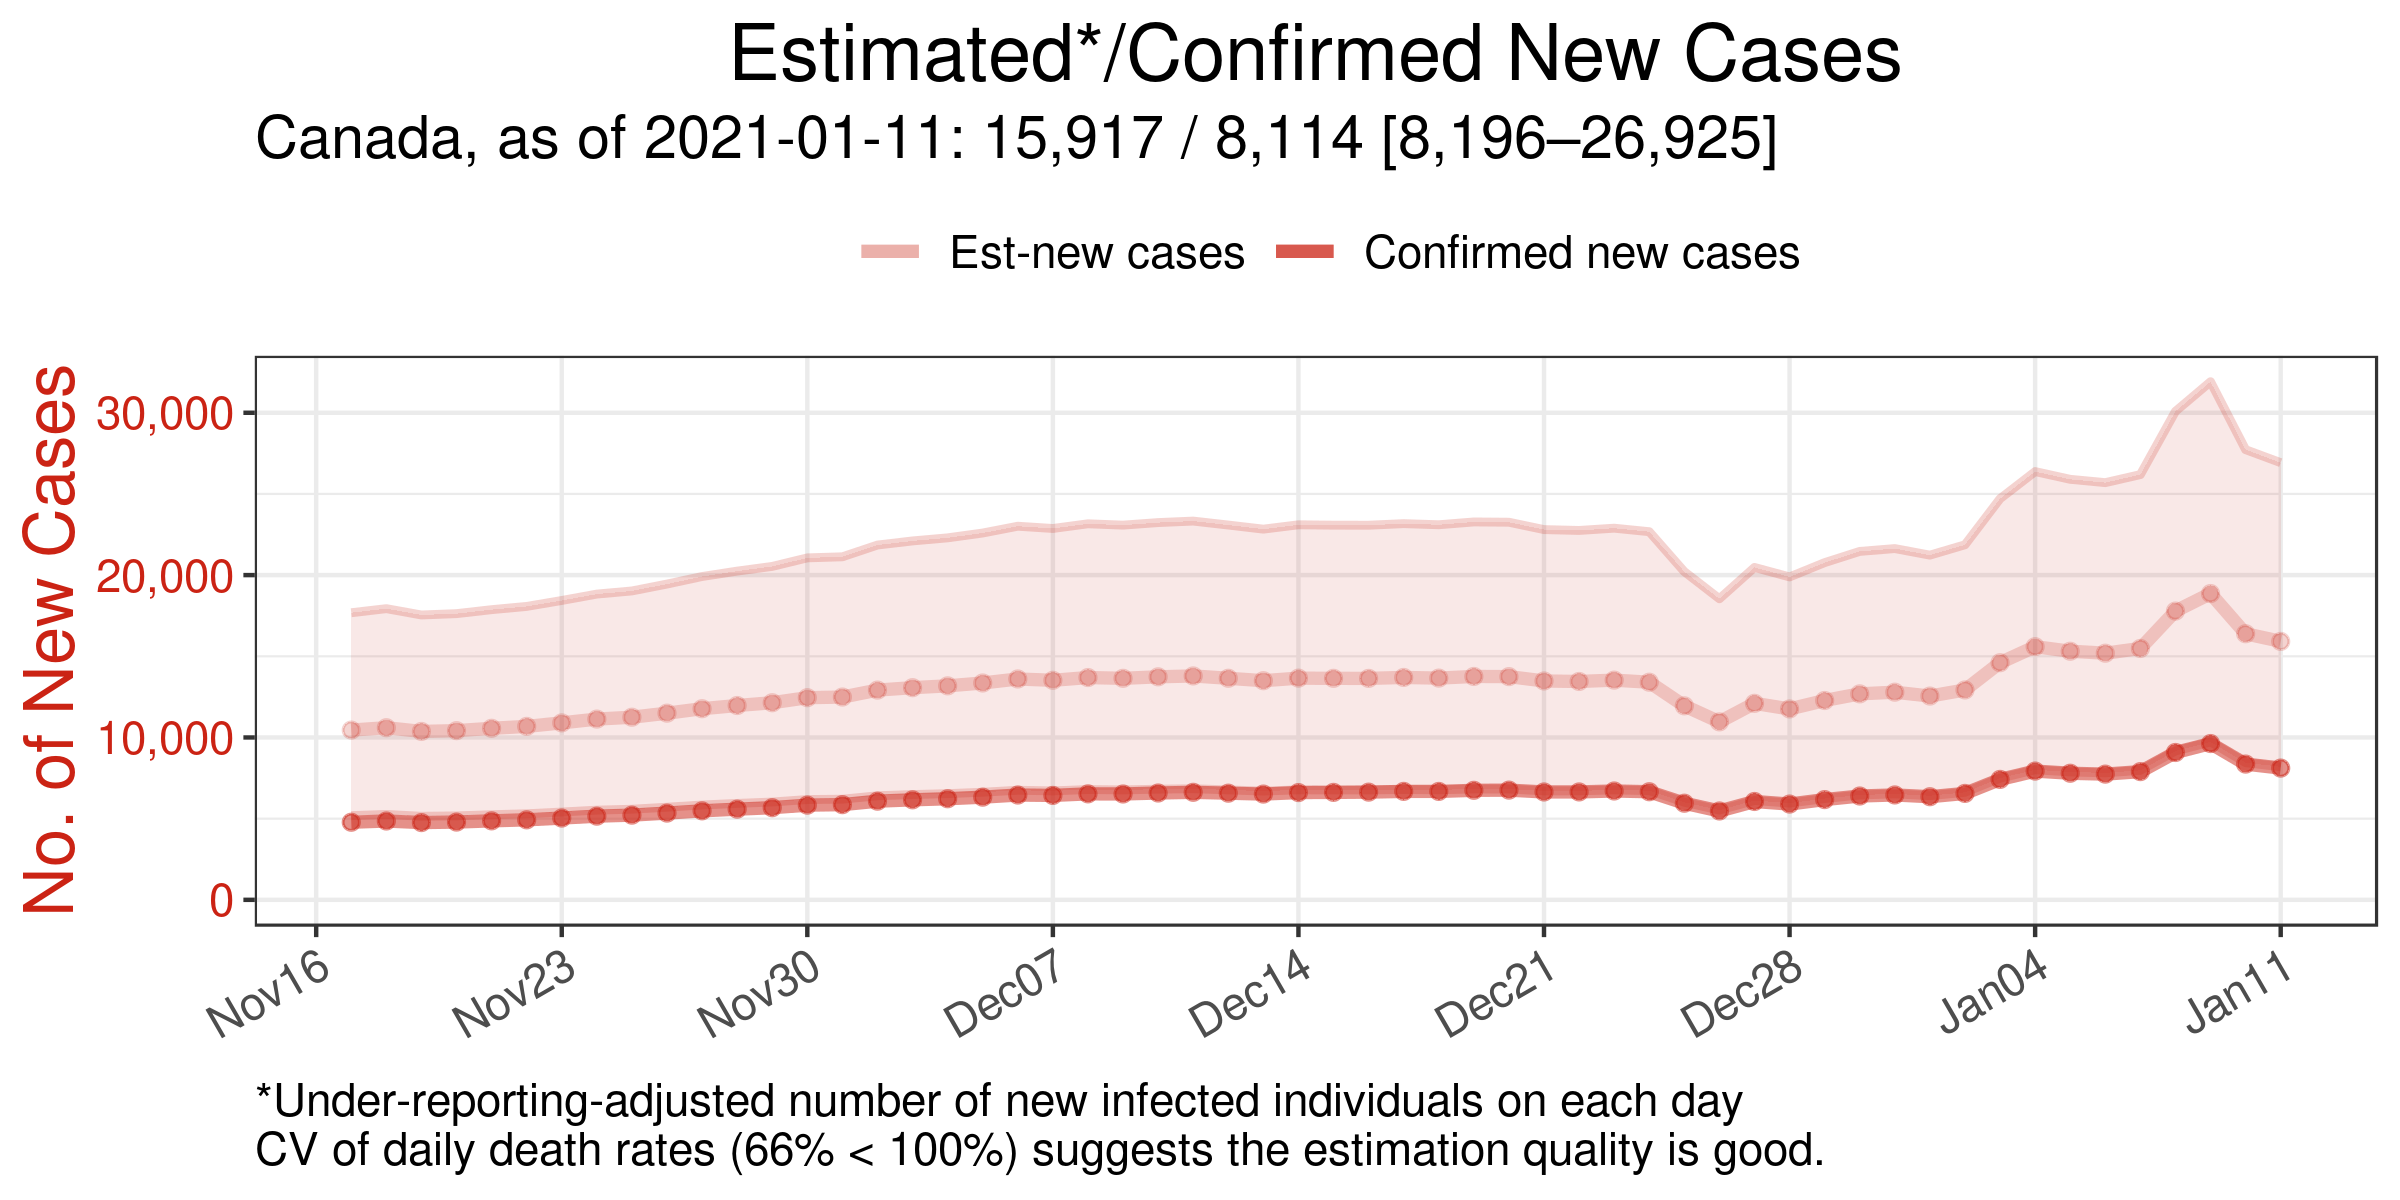 Estimated*/Confirmed New Cases
Canada, as of 2021-01-11: 15,917 / 8,114 [8,196–26,925]
Est-new cases
Confirmed new cases
No. of New Cases
30,000
20,000
10,000
0
Nov16
Nov23
Nov30
Dec07
Dec14
Dec21
Dec28
Jan04
Jan11
*Under-reporting-adjusted number of new infected individuals on each day
CV of daily death rates (66% < 100%) suggests the estimation quality is good.